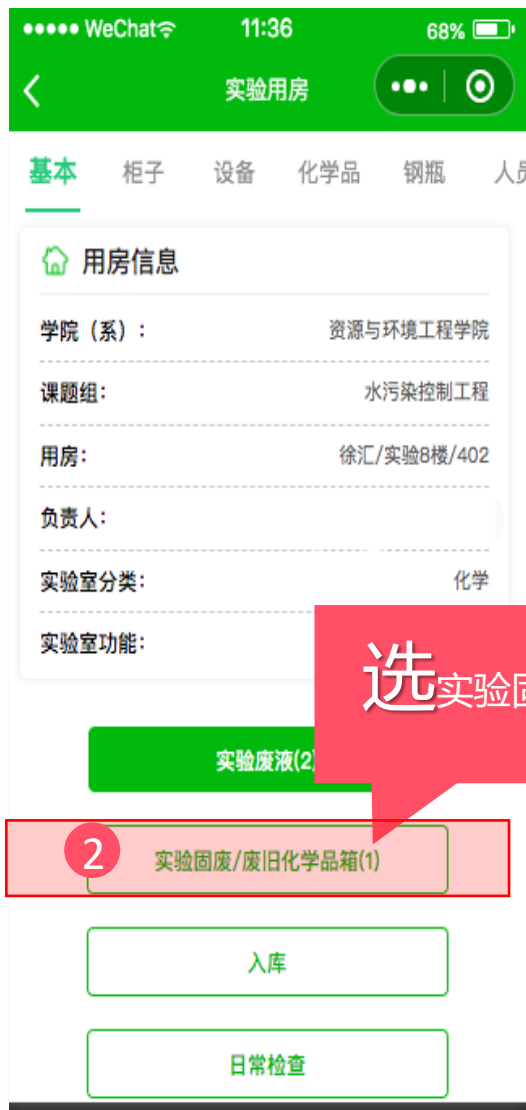 ●●●●● WeChat 11:36 68%
实验用房
基本 柜子 设备 化学品 钢瓶 人员
用房信息
学院（系）: 资源与环境工程学院
课题组: 水污染控制工程
用房: 徐汇/实验8楼/402
负责人:
实验室分类: 化学
实验室功能:
选实验固
实验废液(2)
2 实验固废/废旧化学品箱(1)
入库
日常检查